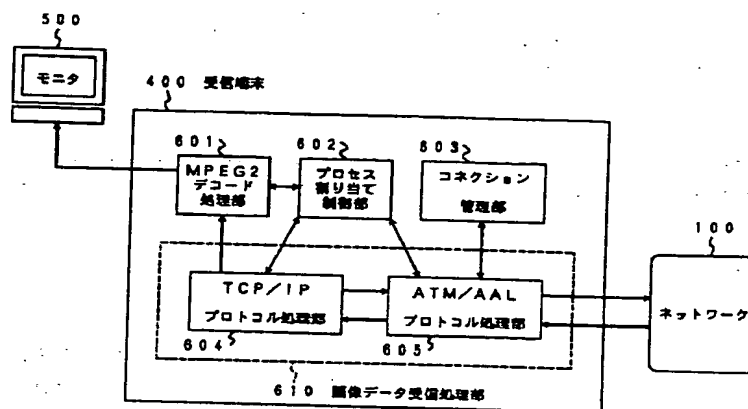 500
モニタ
400 受信端末
601
MPEG2
デコード
処理部
602
プロセス
割り当て
制御部
603
コネクション
管理部
100
ネットワーク
TCP/IP
プロトコル処理部
604
ATM/AAL
プロトコル処理部
605
610 画像データ受信処理部